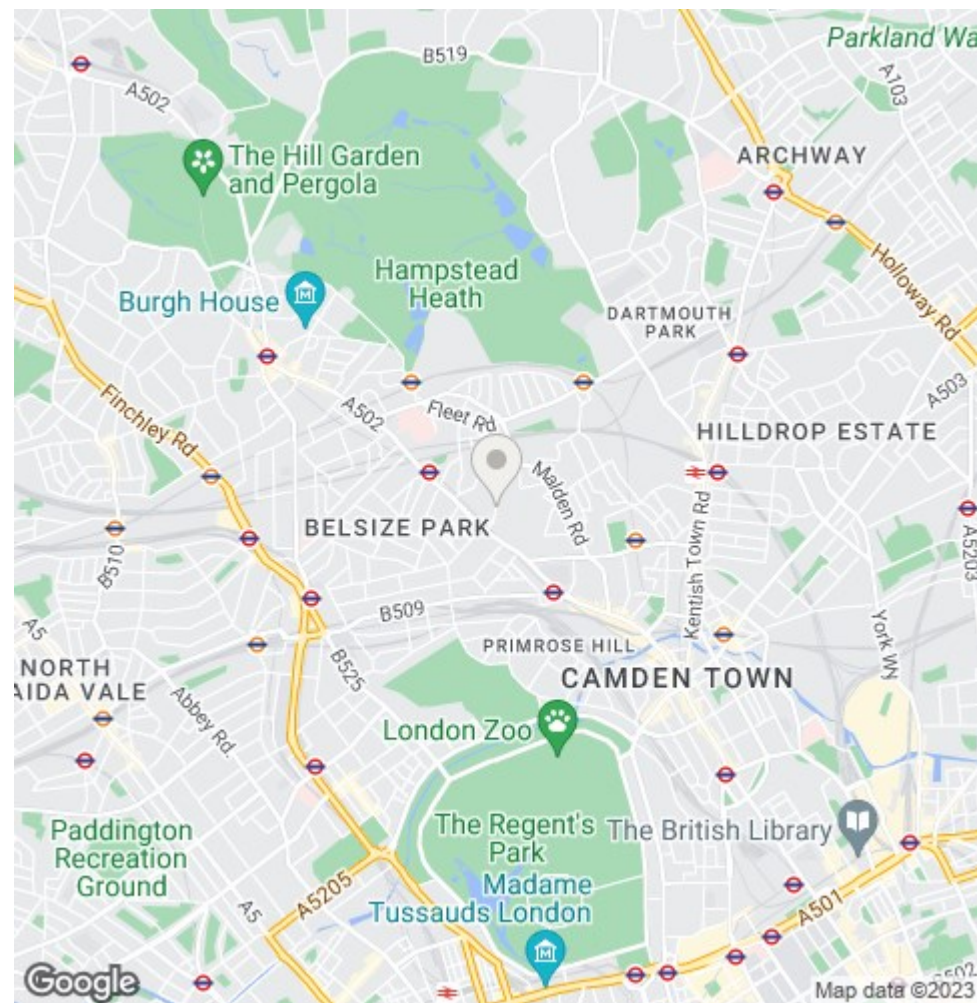 B519
Parkland Wa
A502
A103
The Hill Garden
and Pergola
ARCHWAY
Hampstead
Heath
Holloway Rd
Burgh House
DARTMOUTH
PARK
A502
Fleet Rd
A503
Finchley Rd
HILLDROP ESTATE
Malden Rd
BELSIZE PARK
Kentish Town Rd
B510
A5203
B509
A5
PRIMROSE HILL
York WN
NORTH
AIDA VALE
B525
CAMDEN TOWN
Abbey Rd.
London Zoo
Paddington
Recreation
Ground
The Regent's
Park
The British Library
Madame
Tussauds London
A5205
A5
A501
Google
A502
Map data ©2023